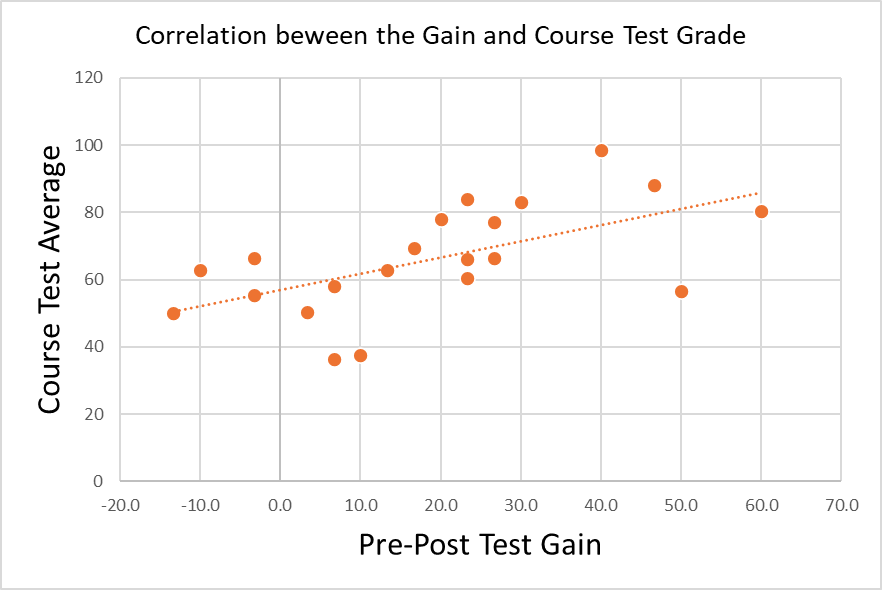 Correlation beween the Gain and Course Test Grade
120
100
80
60
40
20
0
-20.0 -10.0 0.0 10.0 20.0 30.0 40.0 50.0 60.0 70.0
Course Test Average
Pre-Post Test Gain